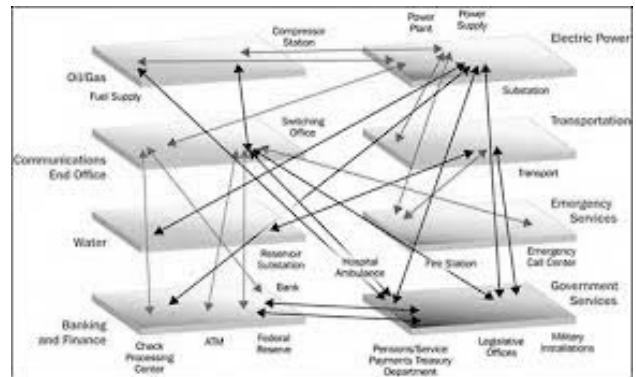 Compressor
Station
Power
Plant
Power
Supply
Electric Power
Oil/Gas
Fuel Supply
Substation
Switching
Office
Transportation
Communications
End Office
Transport
Emergency
Services
Water
Reservoir
Substation
Hospital
Ambulance
Fire Station
Emergency
Call Center
Bank
Government
Services
Banking
and Finance
Check
Processing
Center
ATM
Federal
Reserve
Pensions/Service
Payments Treasury
Department
Legislative
Offices
Military
Installations